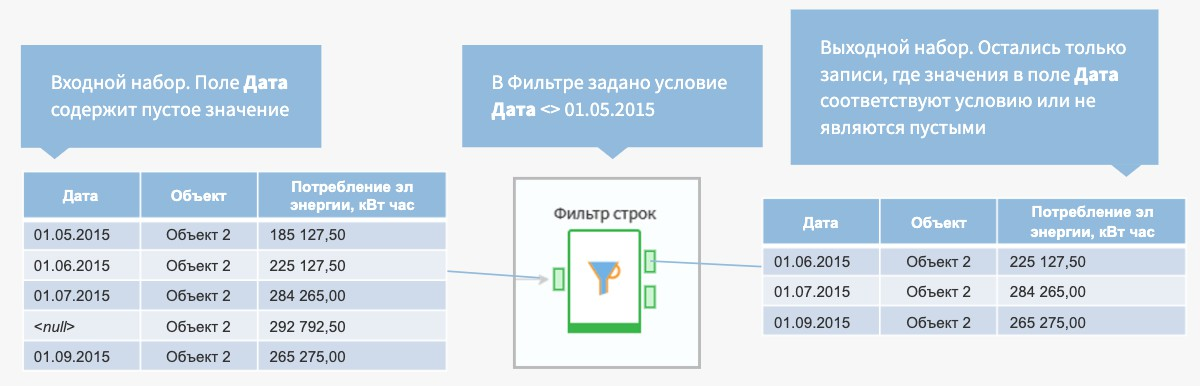 Входной набор. Поле Дата
содержит пустое значение
В Фильтре задано условие
Дата <> 01.05.2015
Выходной набор. Остались только
записи, где значения в поле Дата
соответствуют условию или не
являются пустыми
Дата Объект Потребление эл
энергии, кВт час
01.05.2015 Объект 2 185 127,50
01.06.2015 Объект 2 225 127,50
01.07.2015 Объект 2 284 265,00
<null> Объект 2 292 792,50
01.09.2015 Объект 2 265 275,00
Фильтр строк
Дата Объект Потребление эл
энергии, кВт час
01.06.2015 Объект 2 225 127,50
01.07.2015 Объект 2 284 265,00
01.09.2015 Объект 2 265 275,00